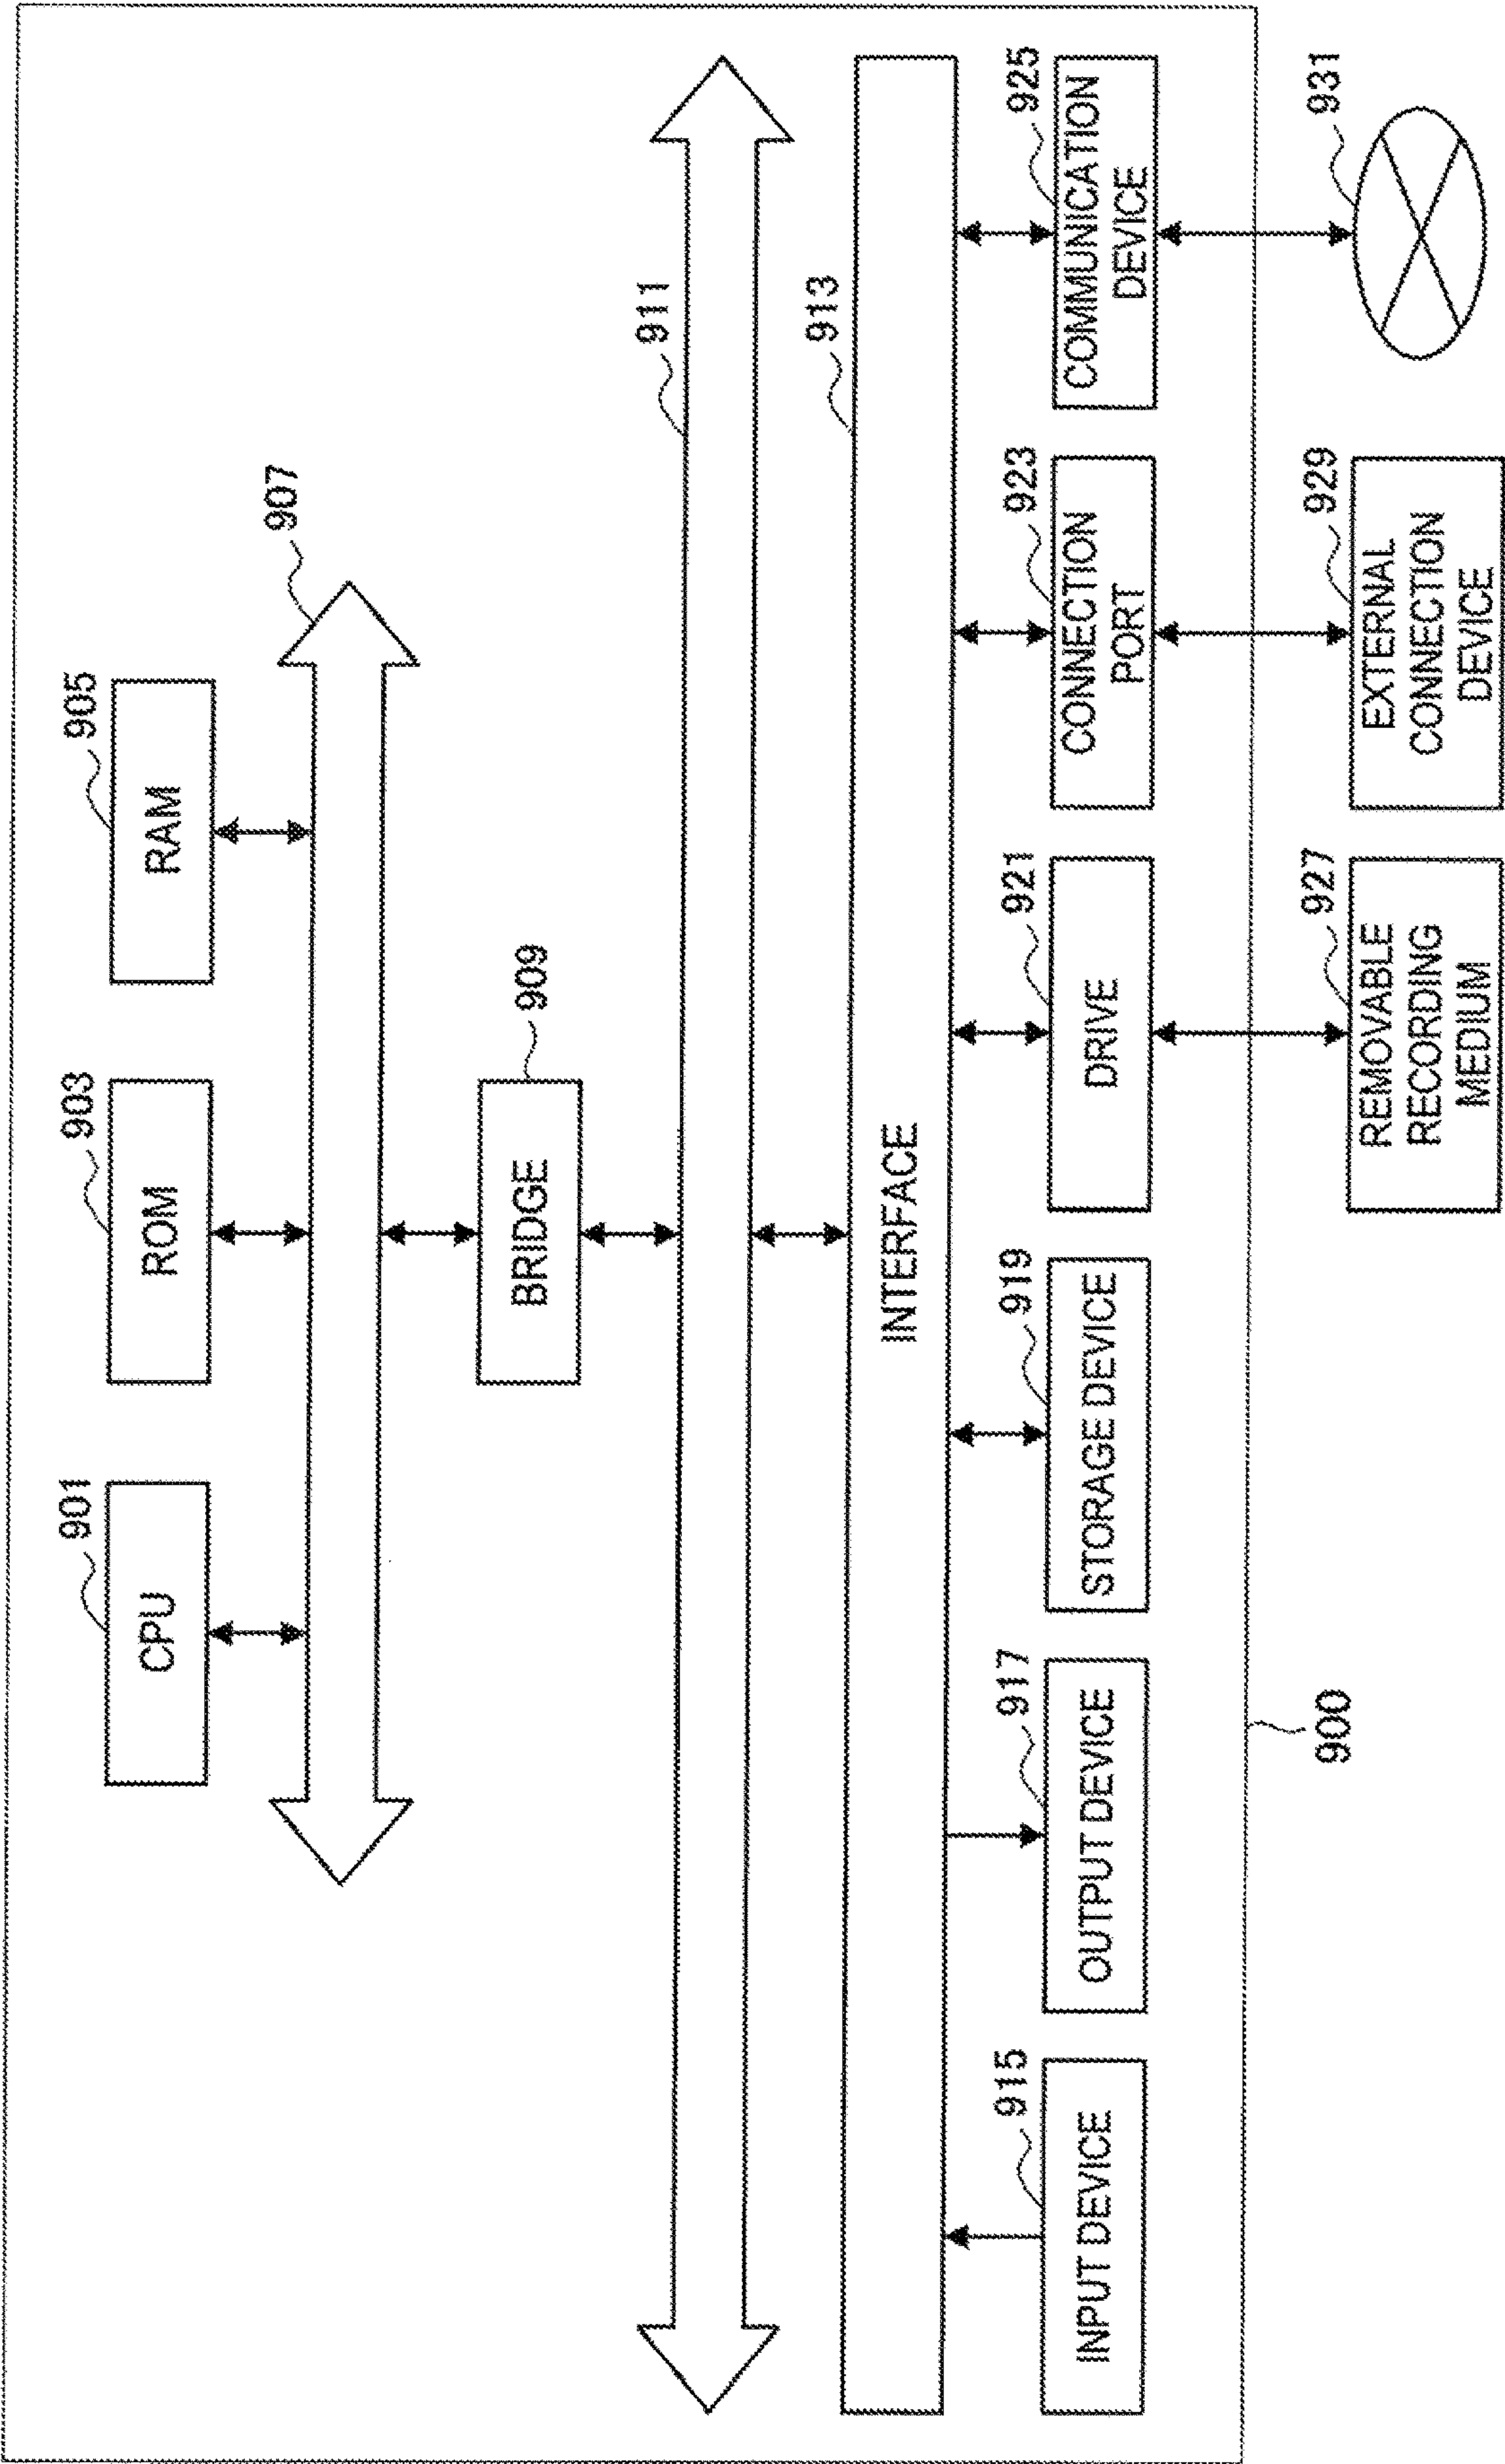 901
CPU
903
ROM
905
RAM
907
909
BRIDGE
911
913
INTERFACE
915
INPUT DEVICE
917
OUTPUT DEVICE
919
STORAGE DEVICE
921
DRIVE
923
CONNECTION
PORT
925
COMMUNICATION
DEVICE
900
927
REMOVABLE
RECORDING
MEDIUM
929
EXTERNAL
CONNECTION
DEVICE
931